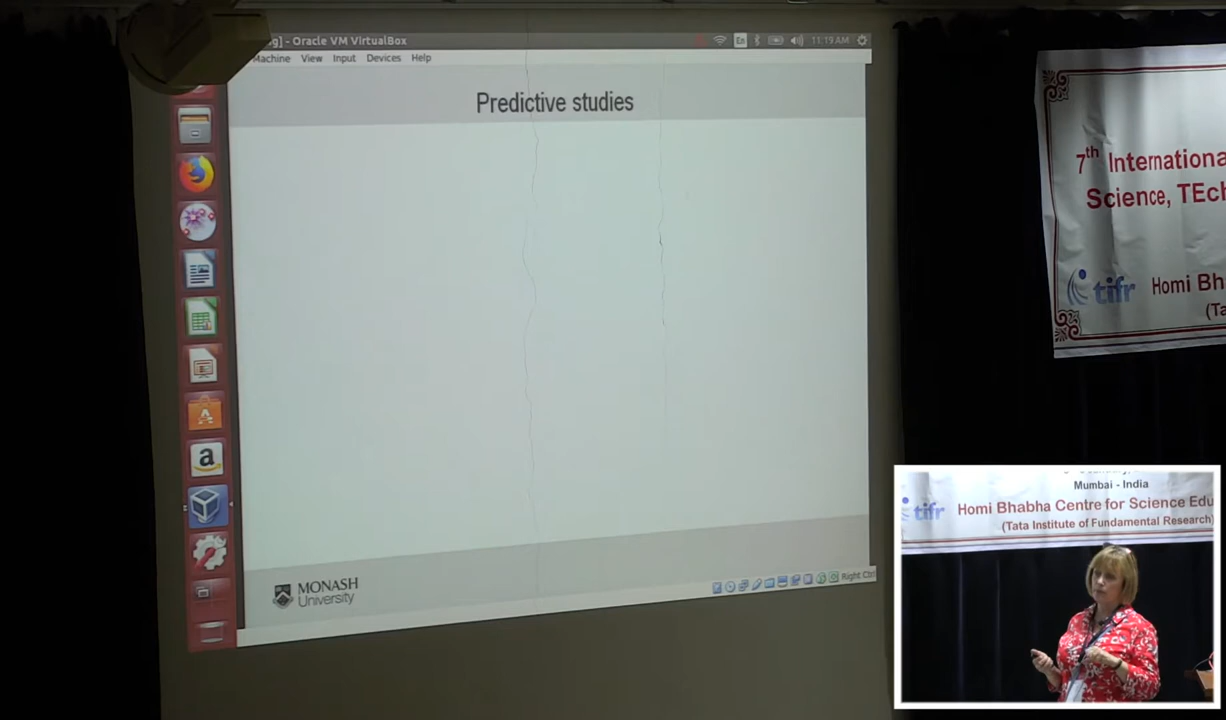 ng] - Oracle VM VirtualBox
En
11:19 AM
Machine View Input Devices Help
Predictive studies
MONASH
University
Right Ctrl
7th Internationa
Science, TEch
tifr
Homi Bh
(Ta
Mumbai - India
tifr
Homi Bhabha Centre for Science Edu
(Tata Institute of Fundamental Research)